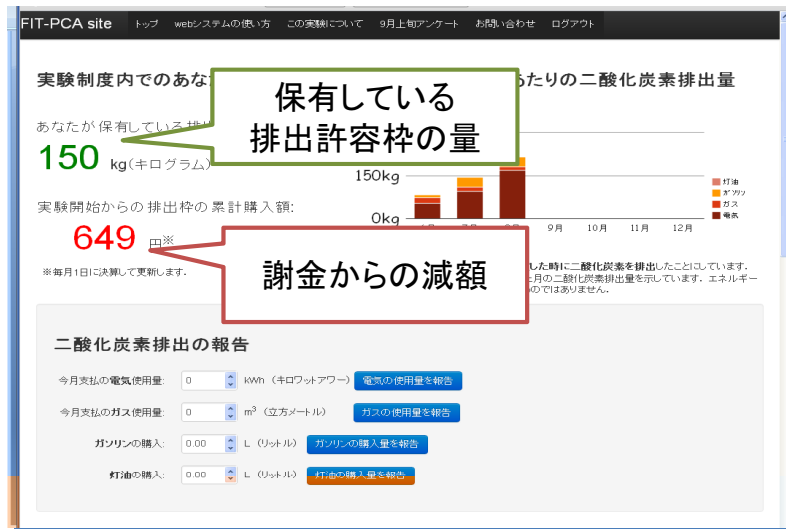 FIT-PCA site トップ webシステムの使い方 この実験について 9月上旬アンケート お問い合わせ ログアウト
実験制度内でのあな
たりの二酸化炭素排出量
保有している
排出許容枠の量
あなたが保有している
150 kg(キログラム)
150kg
0kg
9月 10月 11月 12月
灯油
ガソリン
ガス
電気
実験開始からの排出枠の累計購入額:
649 円※
※毎月1日に決算して更新します.
謝金からの減額
した時に二酸化炭素を排出したことにしています.
月の二酸化炭素排出量を示しています. エネルギー
のではありません.
二酸化炭素排出の報告
今月支払の電気使用量: 0 kWh (キロワットアワー) 電気の使用量を報告
今月支払のガス使用量: 0 m³ (立方メートル) ガスの使用量を報告
ガソリンの購入: 0.00 L (リットル) ガソリンの購入量を報告
灯油の購入: 0.00 L (リットル) 灯油の購入量を報告